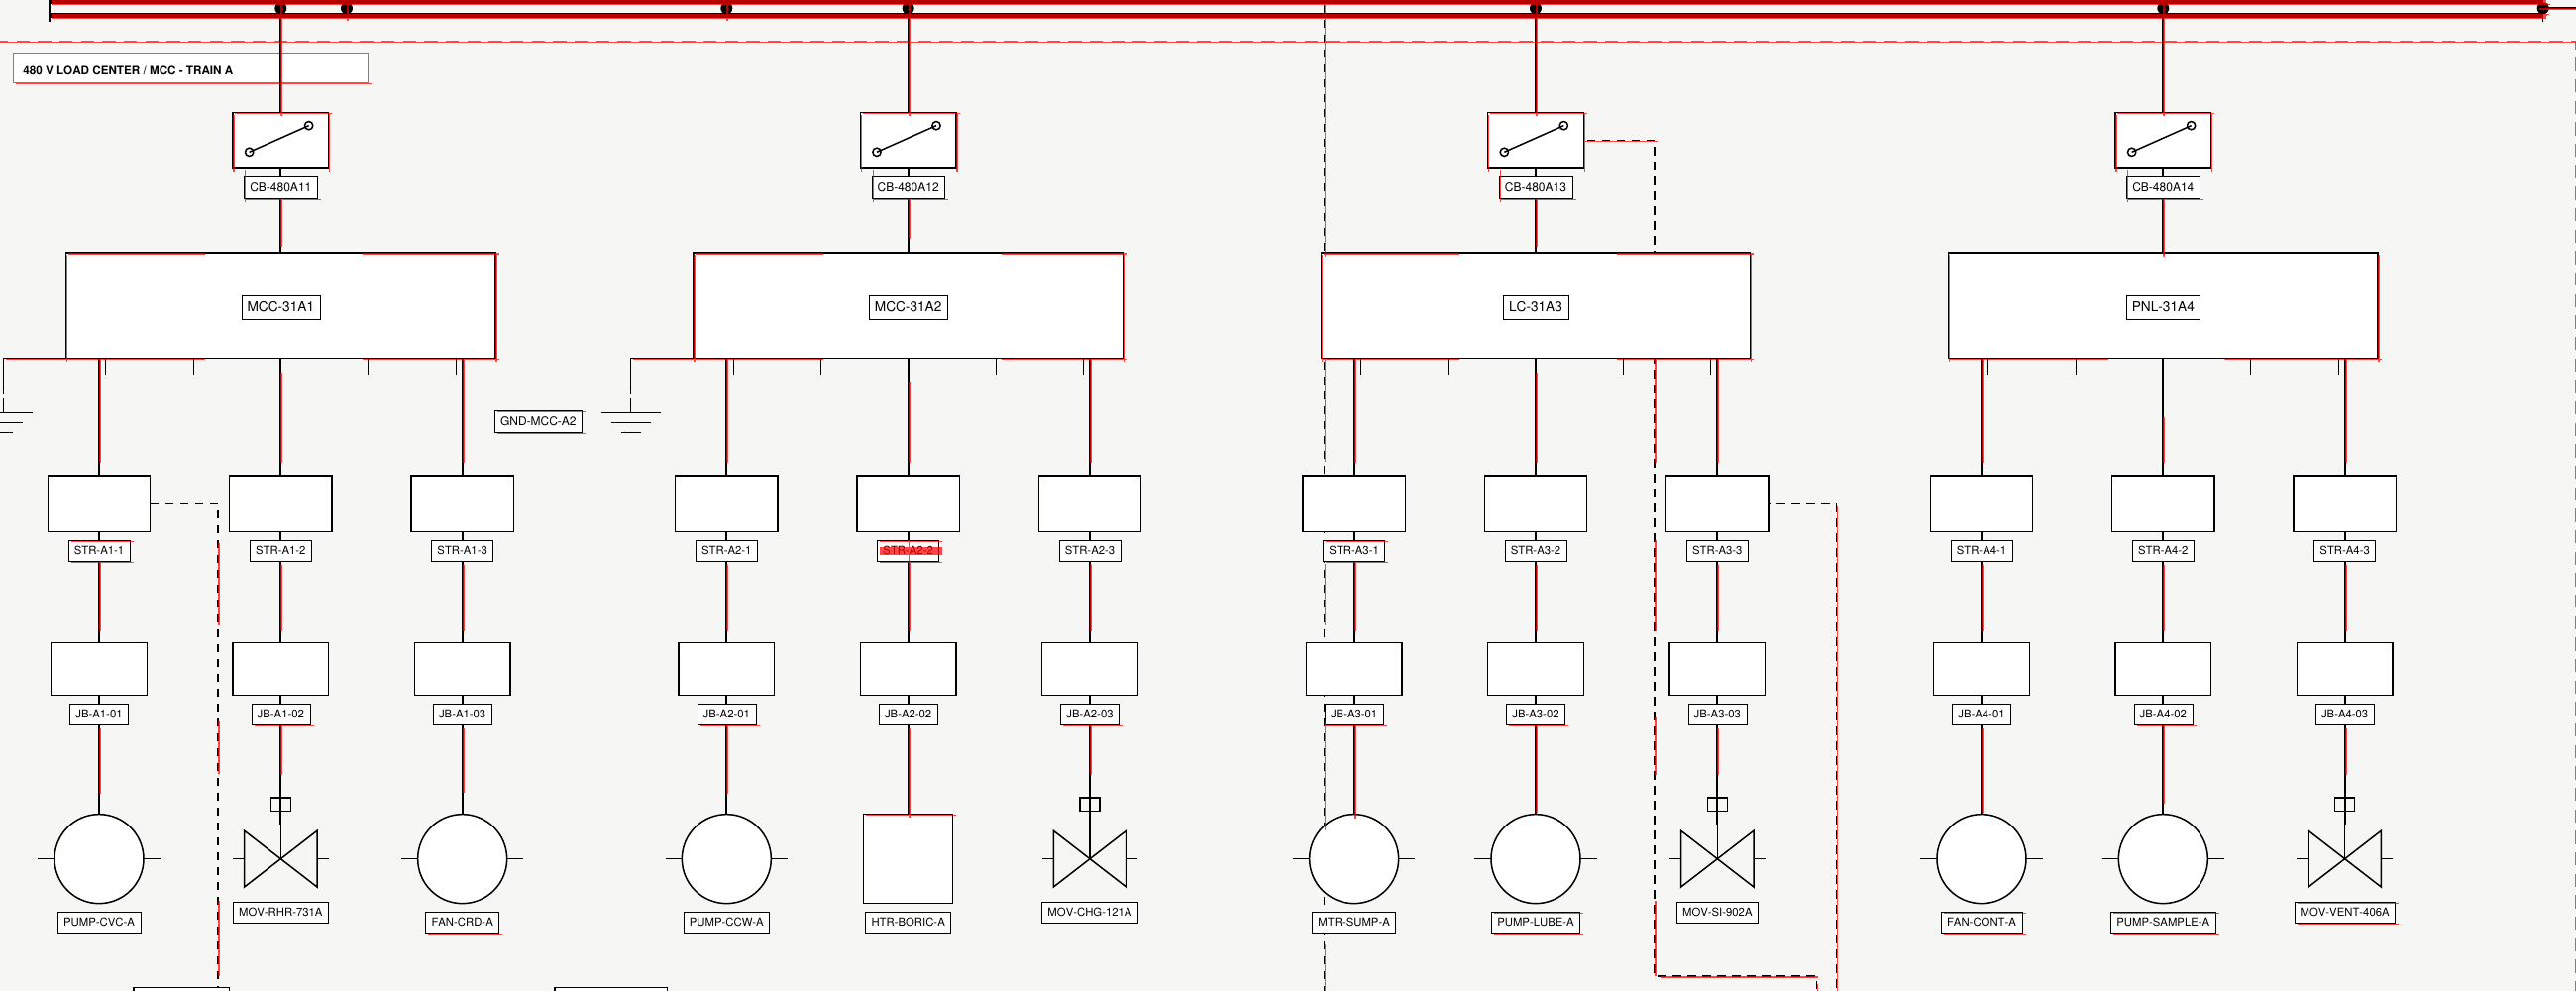 480 V LOAD CENTER / MCC - TRAIN A
CB-480A11
CB-480A12
CB-480A13
CB-480A14
MCC-31A1
MCC-31A2
LC-31A3
PNL-31A4
GND-MCC-A2
STR-A1-1
STR-A1-2
STR-A1-3
STR-A2-1
STR-A2-2
STR-A2-3
STR-A3-1
STR-A3-2
STR-A3-3
STR-A4-1
STR-A4-2
STR-A4-3
JB-A1-01
JB-A1-02
JB-A1-03
JB-A2-01
JB-A2-02
JB-A2-03
JB-A3-01
JB-A3-02
JB-A3-03
JB-A4-01
JB-A4-02
JB-A4-03
PUMP-CVC-A
MOV-RHR-731A
FAN-CRD-A
PUMP-CCW-A
HTR-BORIC-A
MOV-CHG-121A
MTR-SUMP-A
PUMP-LUBE-A
MOV-SI-902A
FAN-CONT-A
PUMP-SAMPLE-A
MOV-VENT-406A